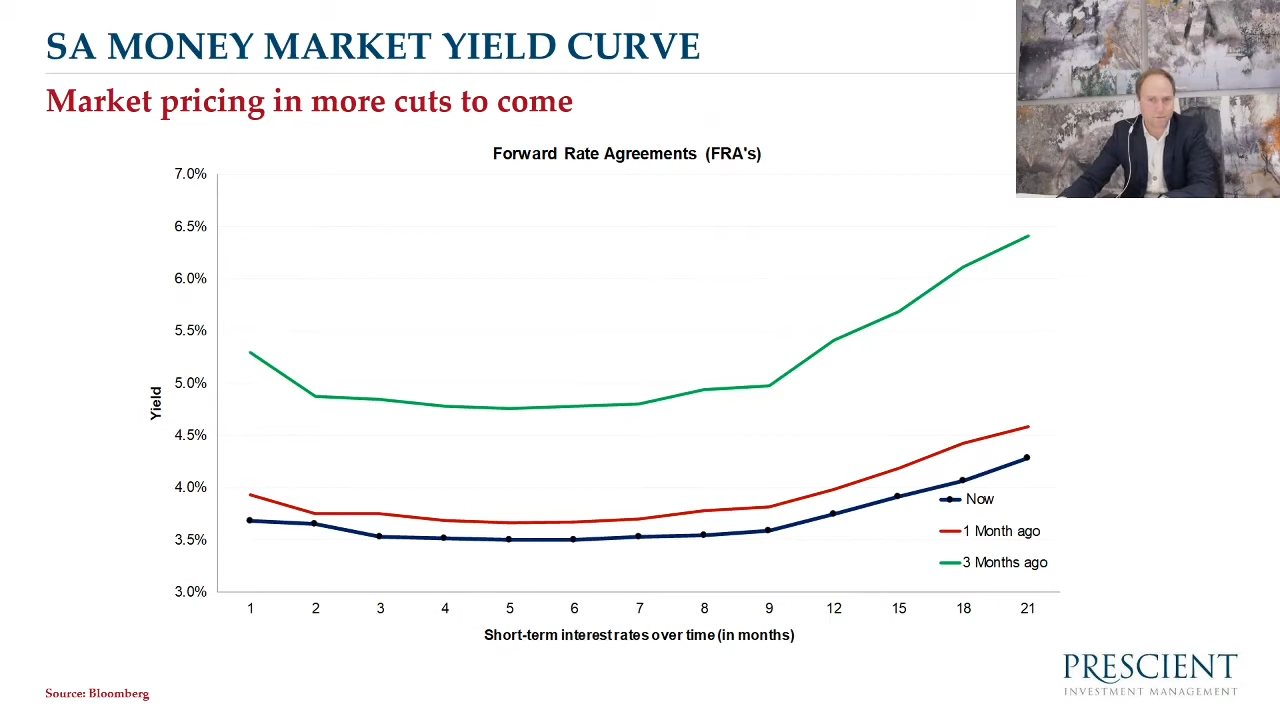 SA MONEY MARKET YIELD CURVE
Market pricing in more cuts to come
Forward Rate Agreements (FRA's)
7.0%
6.5%
6.0%
5.5%
5.0%
4.5%
4.0%
3.5%
3.0%
Yield
Now
1 Month ago
3 Months ago
1 2 3 4 5 6 7 8 9 12 15 18 21
Short-term interest rates over time (in months)
PRESCIENT
INVESTMENT MANAGEMENT
Source: Bloomberg